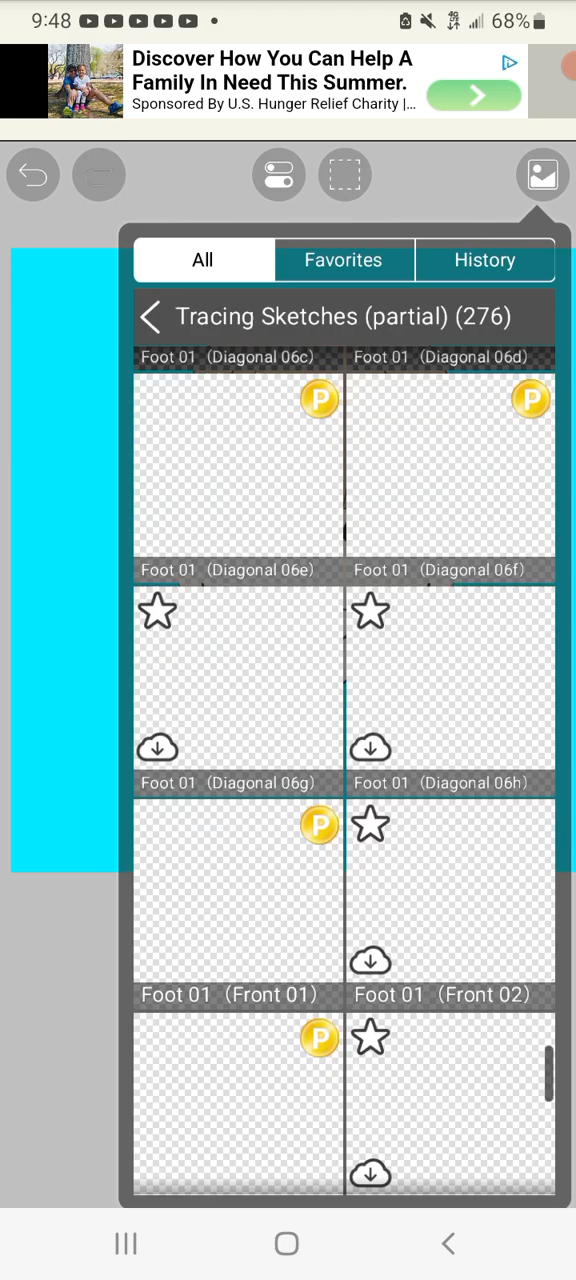 9:48 68%
Discover How You Can Help A
Family In Need This Summer.
Sponsored By U.S. Hunger Relief Charity |...
All Favorites History
Tracing Sketches (partial) (276)
Foot 01（Diagonal 06c） Foot 01（Diagonal 06d）
P P
Foot 01（Diagonal 06e） Foot 01（Diagonal 06f）
Foot 01（Diagonal 06g） Foot 01（Diagonal 06h）
P
Foot 01（Front 01） Foot 01（Front 02）
P